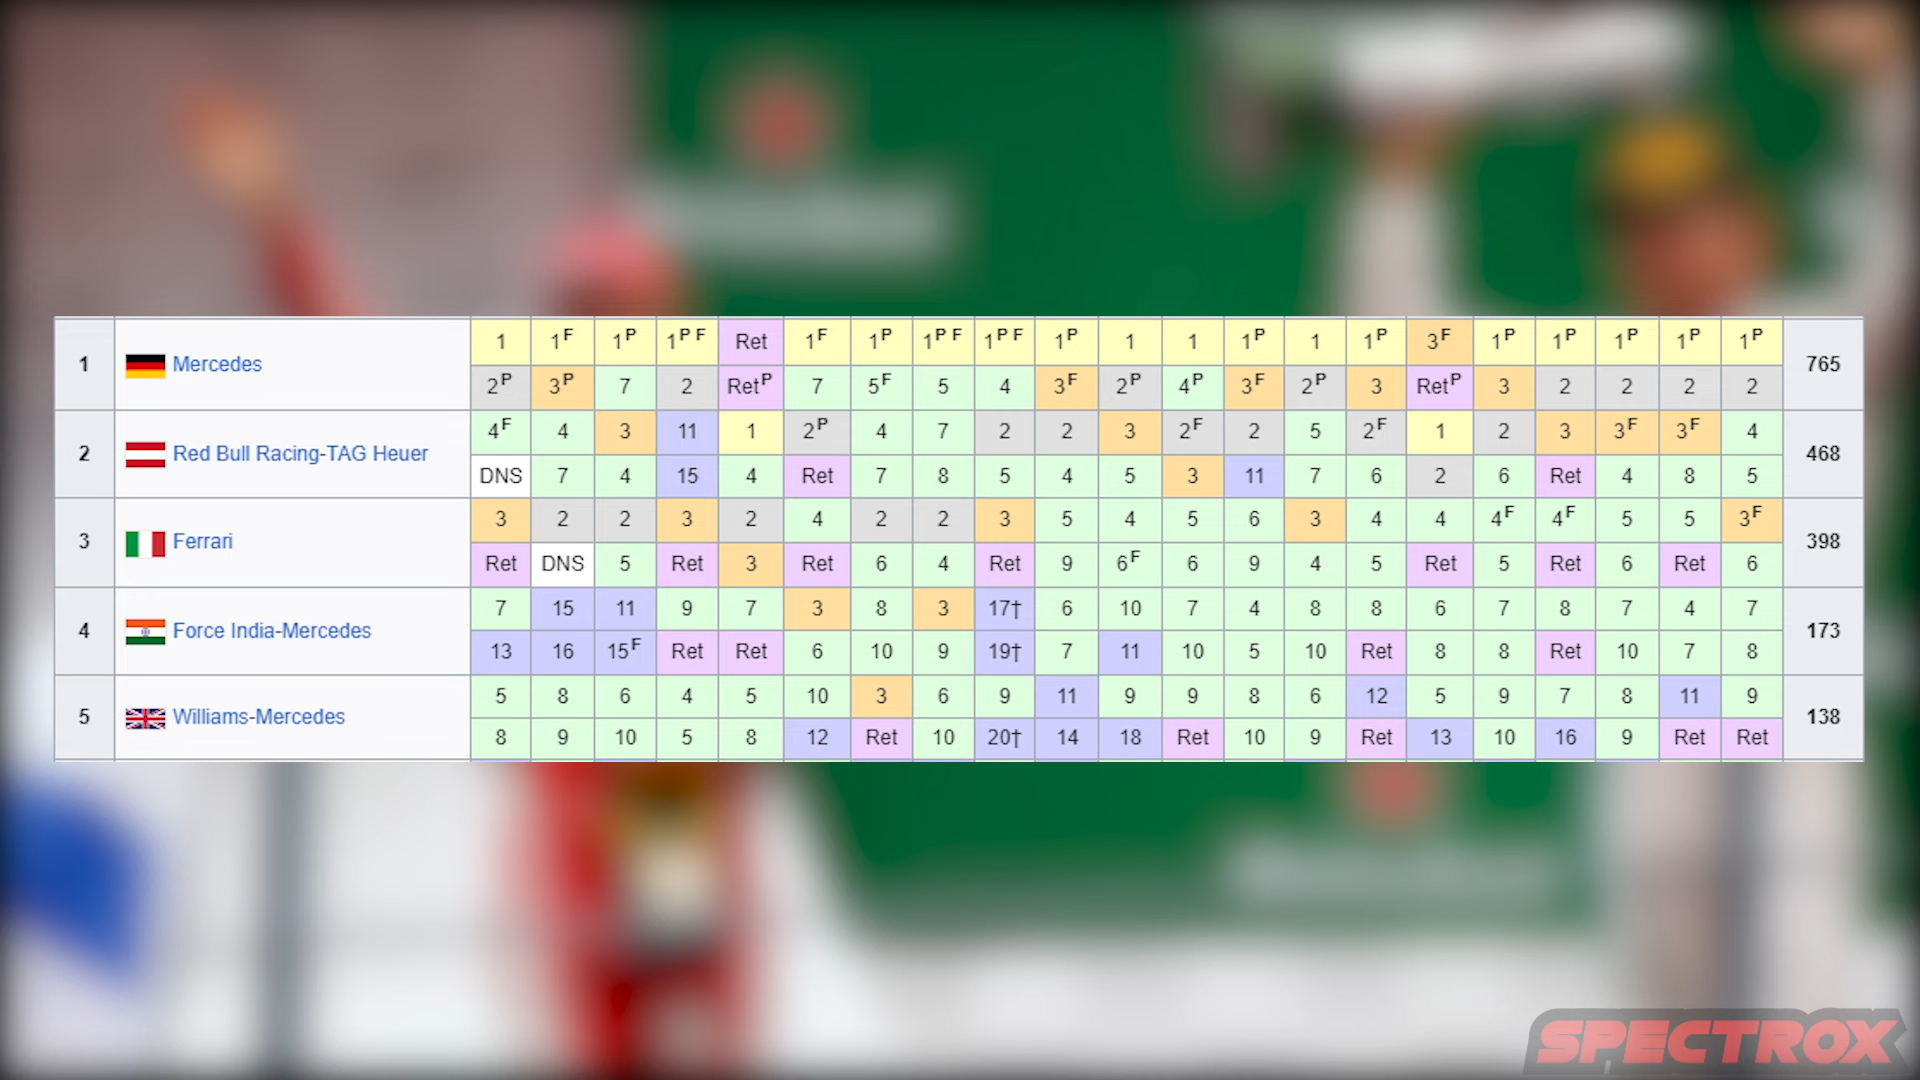 1 Mercedes 1 1F 1P 1P F Ret 1F 1P 1P F 1P F 1P 1 1 1P 1 1P 3F 1P 1P 1P 1P 1P 765
2P 3P 7 2 RetP 7 5F 5 4 3F 2P 4P 3F 2P 3 RetP 3 2 2 2 2
2 Red Bull Racing-TAG Heuer 4F 4 3 11 1 2P 4 7 2 2 3 2F 2 5 2F 1 2 3 3F 3F 4 468
DNS 7 4 15 4 Ret 7 8 5 4 5 3 11 7 6 2 6 Ret 4 8 5
3 Ferrari 3 2 2 3 2 4 2 2 3 5 4 5 6 3 4 4 4F 4F 5 5 3F 398
Ret DNS 5 Ret 3 Ret 6 4 Ret 9 6F 6 9 4 5 Ret 5 Ret 6 Ret 6
4 Force India-Mercedes 7 15 11 9 7 3 8 3 17† 6 10 7 4 8 8 6 7 8 7 4 7 173
13 16 15F Ret Ret 6 10 9 19† 7 11 10 5 10 Ret 8 8 Ret 10 7 8
5 Williams-Mercedes 5 8 6 4 5 10 3 6 9 11 9 9 8 6 12 5 9 7 8 11 9 138
8 9 10 5 8 12 Ret 10 20† 14 18 Ret 10 9 Ret 13 10 16 9 Ret Ret
SPECTROX